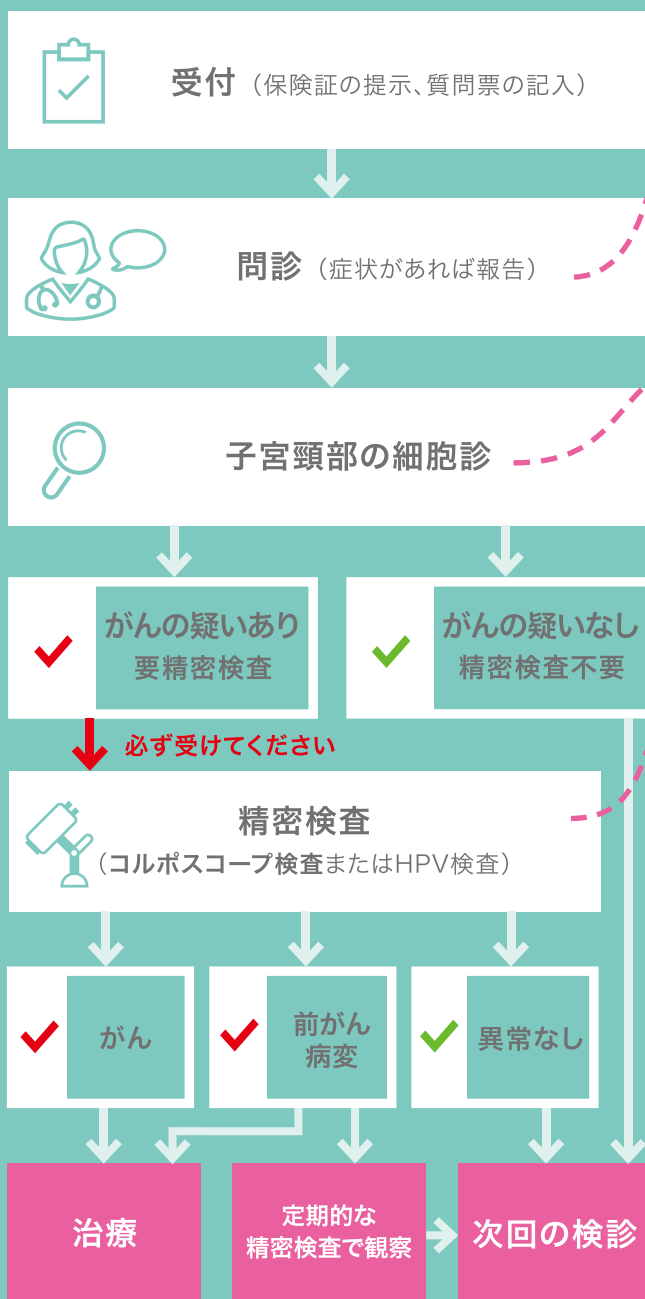 受付（保険証の提示、質問票の記入）
問診（症状があれば報告）
子宮頸部の細胞診
がんの疑いあり
要精密検査
がんの疑いなし
精密検査不要
必ず受けてください
精密検査
（コルポスコープ検査またはHPV検査）
がん
前がん
病変
異常なし
治療
定期的な
精密検査で観察
次回の検診